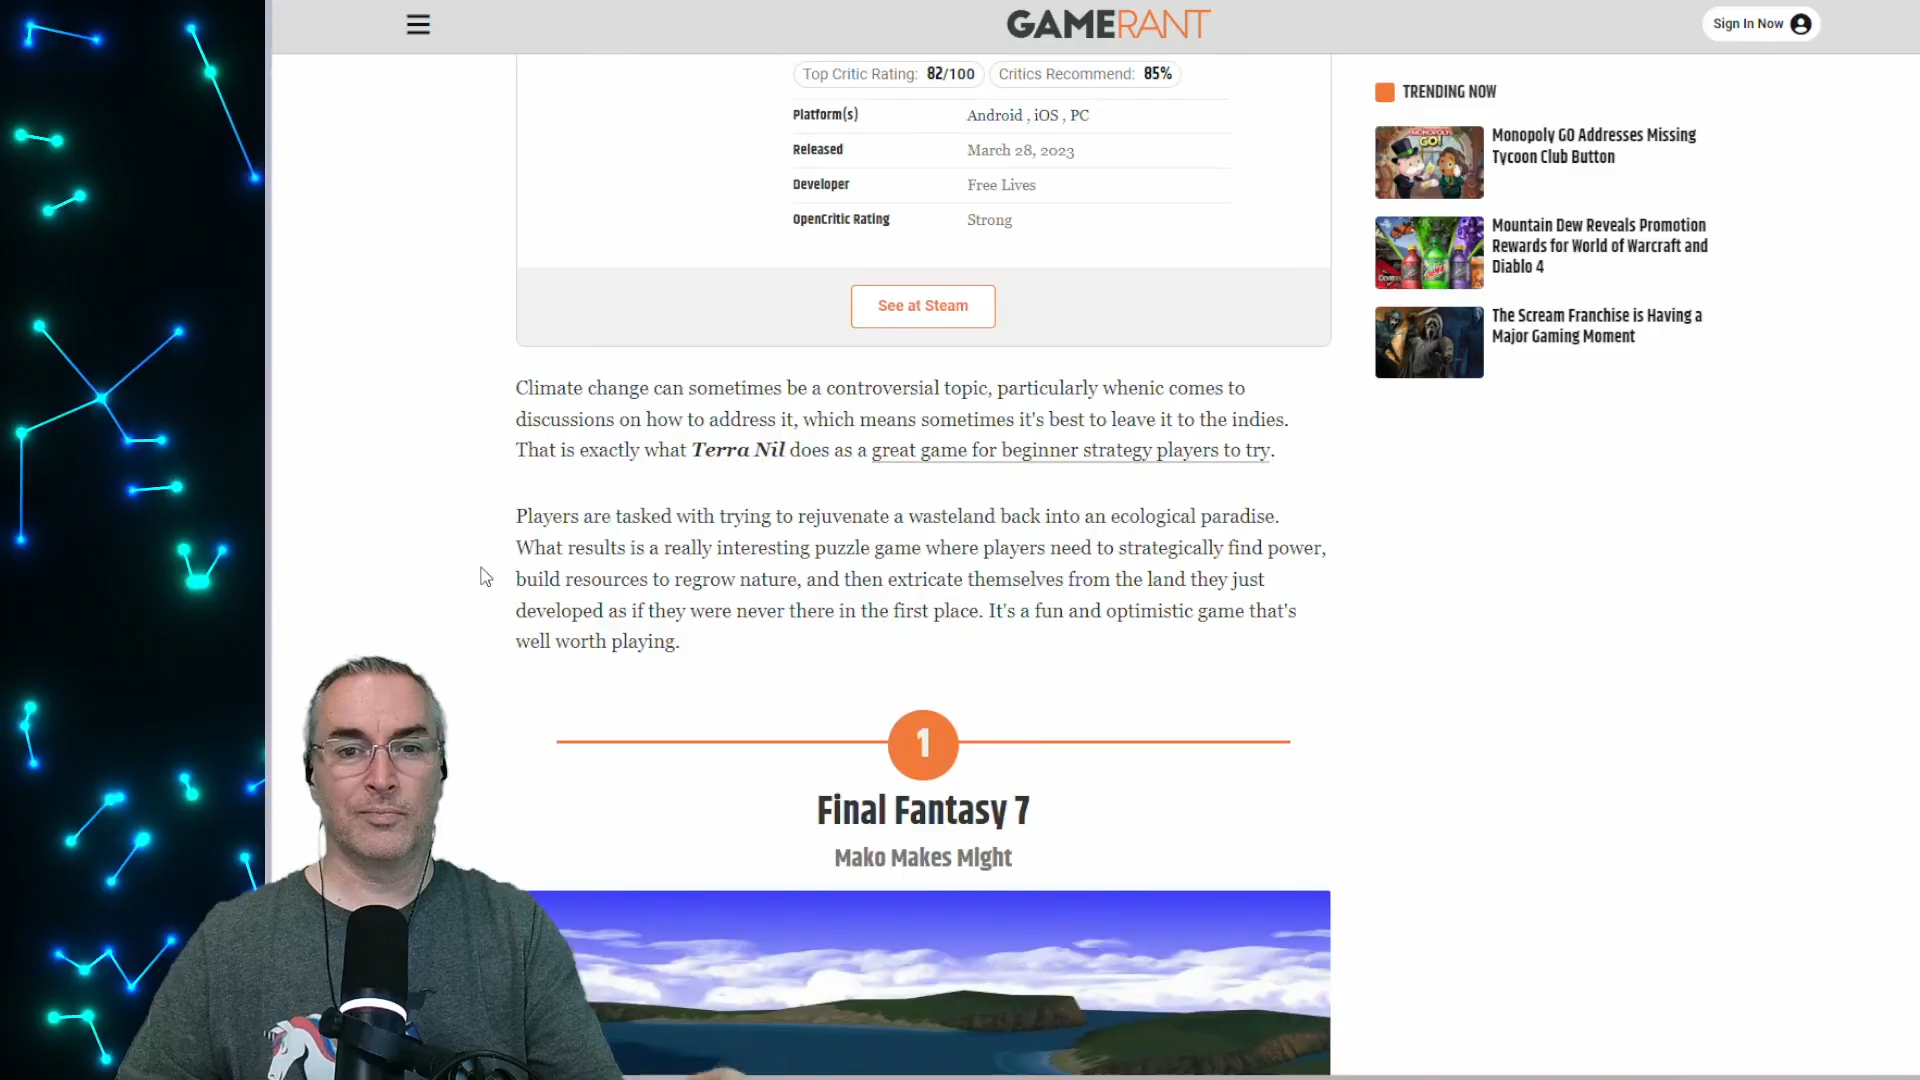 GAMERANT
Sign In Now
Top Critic Rating: 82/100 Critics Recommend: 85%
Platform(s) Android , iOS , PC
Released March 28, 2023
Developer Free Lives
OpenCritic Rating Strong
See at Steam
Climate change can sometimes be a controversial topic, particularly whenic comes to
discussions on how to address it, which means sometimes it's best to leave it to the indies.
That is exactly what Terra Nil does as a great game for beginner strategy players to try.
Players are tasked with trying to rejuvenate a wasteland back into an ecological paradise.
What results is a really interesting puzzle game where players need to strategically find power,
build resources to regrow nature, and then extricate themselves from the land they just
developed as if they were never there in the first place. It's a fun and optimistic game that's
well worth playing.
1
Final Fantasy 7
Mako Makes Might
TRENDING NOW
MONOPOLY
GO!
Monopoly GO Addresses Missing
Tycoon Club Button
Mountain Dew Reveals Promotion
Rewards for World of Warcraft and
Diablo 4
The Scream Franchise is Having a
Major Gaming Moment